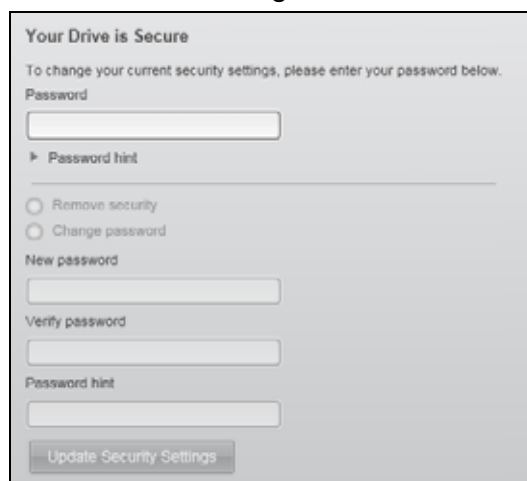 Your Drive is Secure
To change your current security settings, please enter your password below.
Password
Password hint
Remove security
Change password
New password
Verify password
Password hint
Update Security Settings